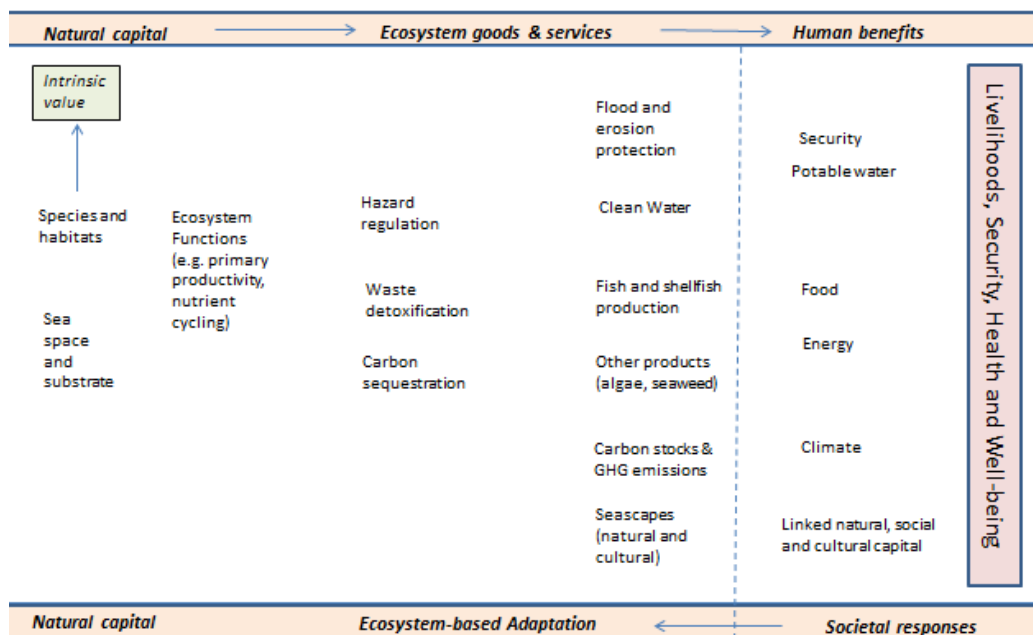 Natural capital
Ecosystem goods & services
Human benefits
Intrinsic
value
Species and
habitats
Sea
space
and
substrate
Ecosystem
Functions
(e.g. primary
productivity,
nutrient
cycling)
Hazard
regulation
Waste
detoxification
Carbon
sequestration
Flood and
erosion
protection
Clean Water
Fish and shellfish
production
Other products
(algae, seaweed)
Carbon stocks &
GHG emissions
Seascapes
(natural and
cultural)
Security
Potable water
Food
Energy
Climate
Linked natural, social
and cultural capital
Livelihoods, Security, Health and Well-being
Natural capital
Ecosystem-based Adaptation
Societal responses